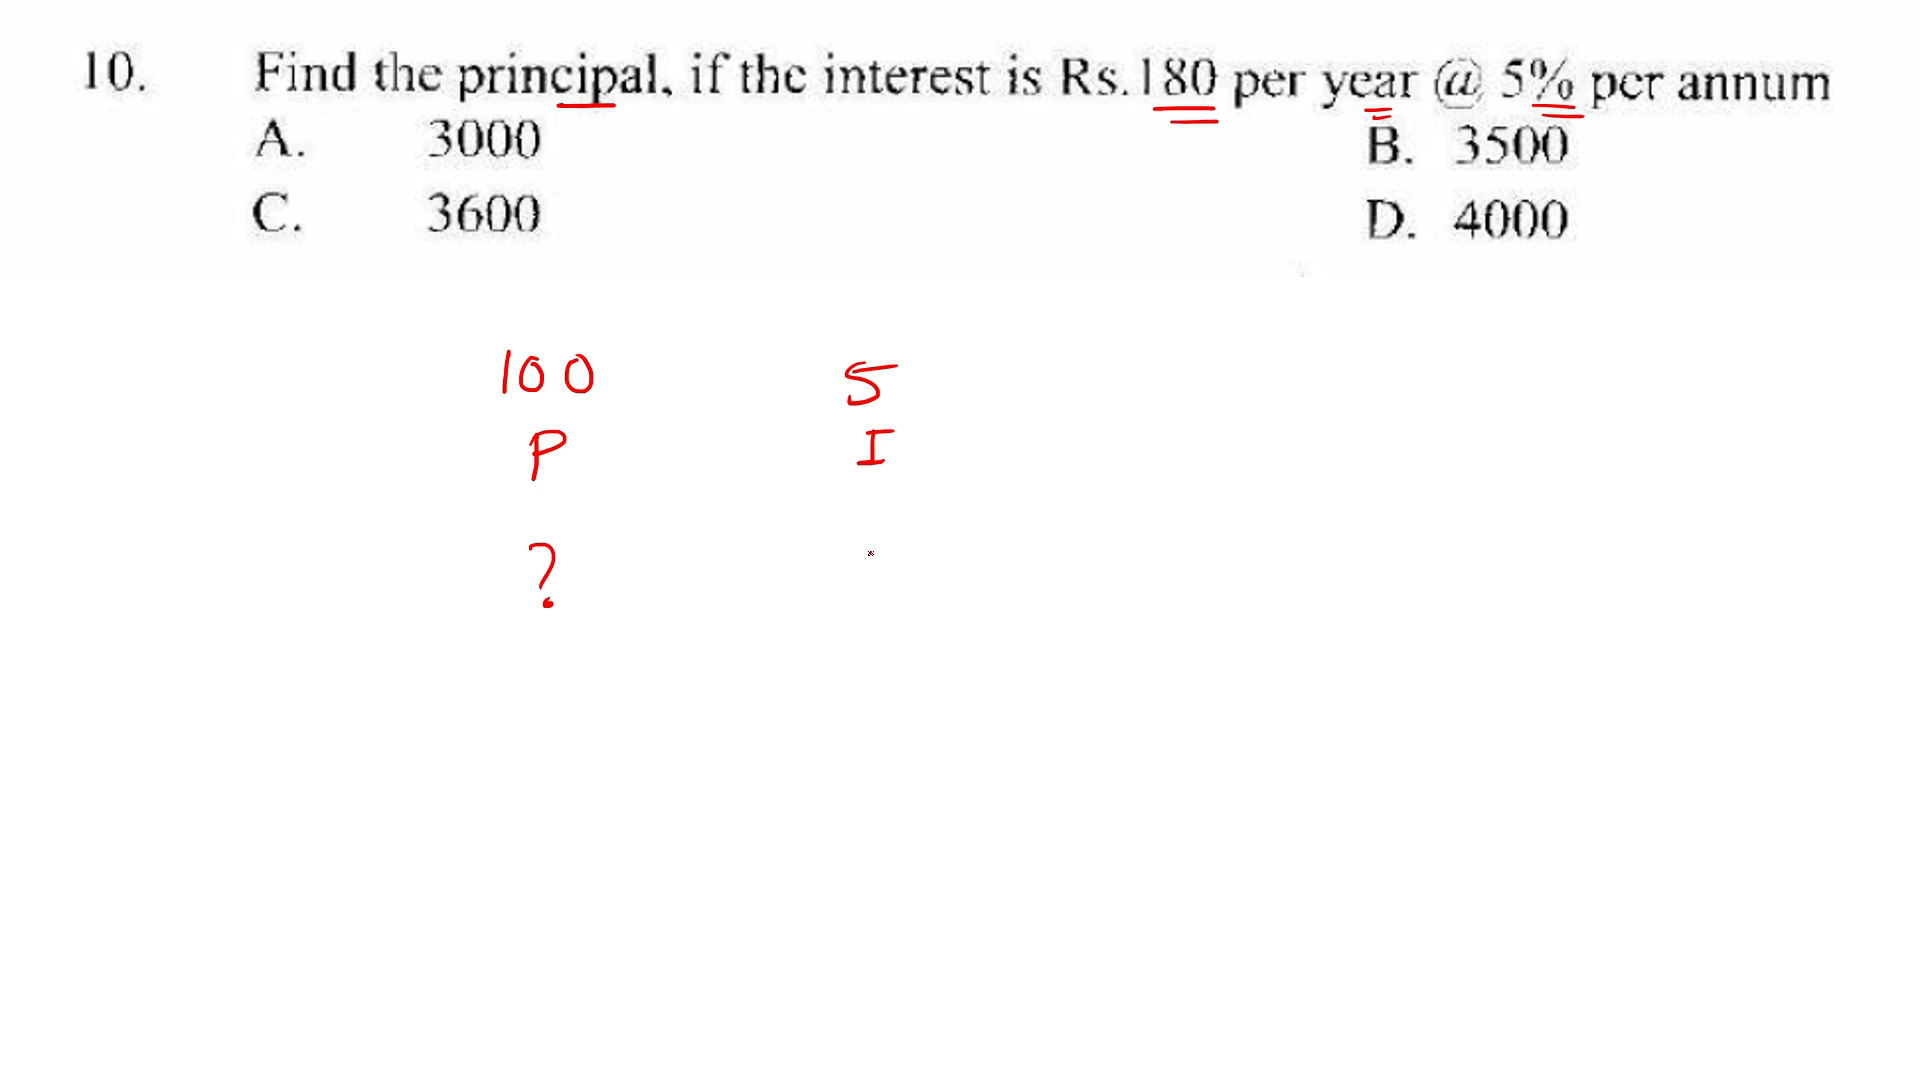 10. Find the principal, if the interest is Rs.180 per year @ 5% per annum
A. 3000 B. 3500
C. 3600 D. 4000
100 5
P I
?